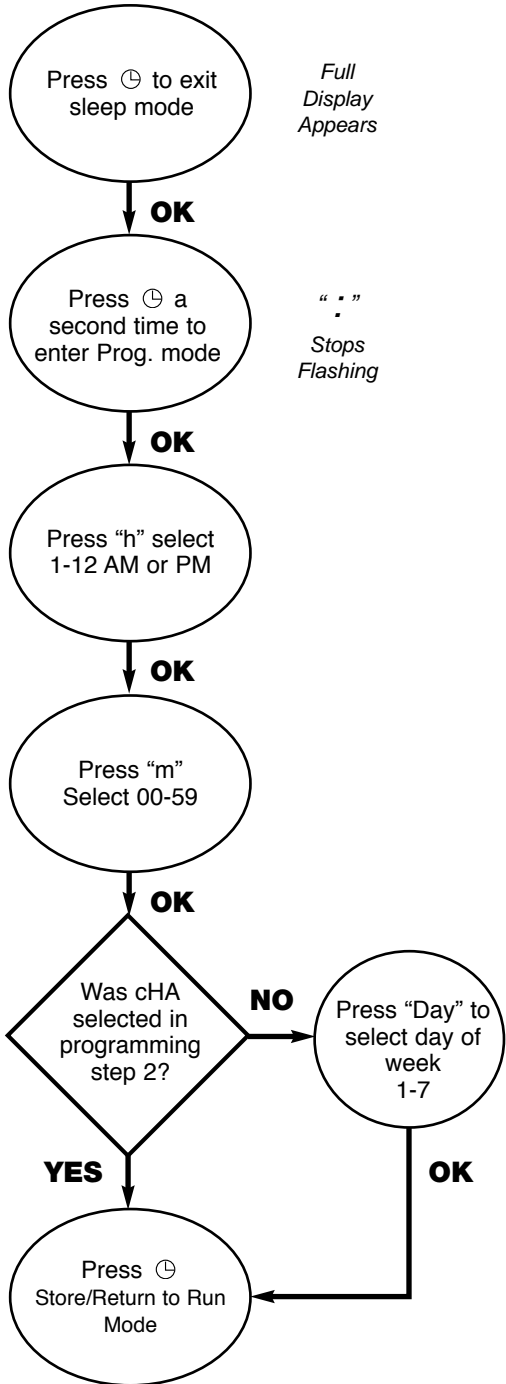 Press 🕒 to exit
sleep mode
Full
Display
Appears
OK
Press 🕒 a
second time to
enter Prog. mode
“ : ”
Stops
Flashing
OK
Press “h” select
1-12 AM or PM
OK
Press “m”
Select 00-59
OK
Was cHA
selected in
programming
step 2?
NO
Press “Day” to
select day of
week
1-7
YES
OK
Press 🕒
Store/Return to Run
Mode